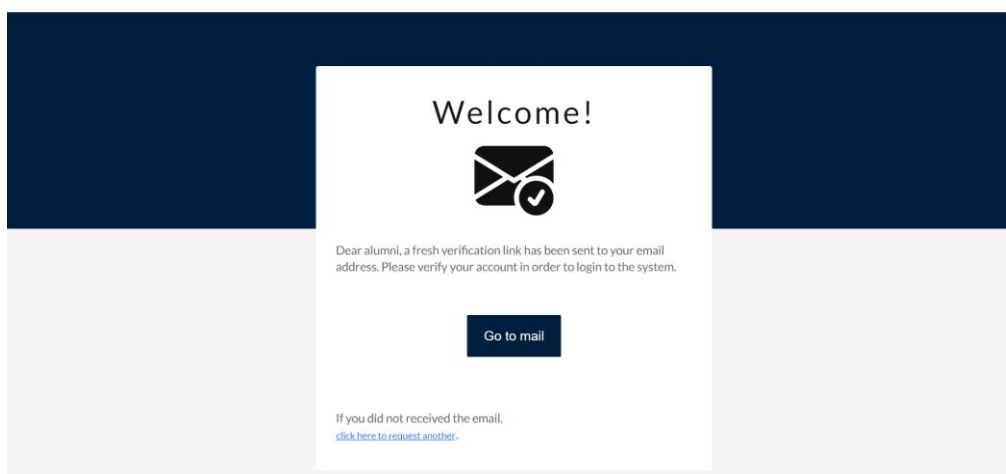 Welcome!
Dear alumni, a fresh verification link has been sent to your email
address. Please verify your account in order to login to the system.
Go to mail
If you did not received the email.
click here to request another.